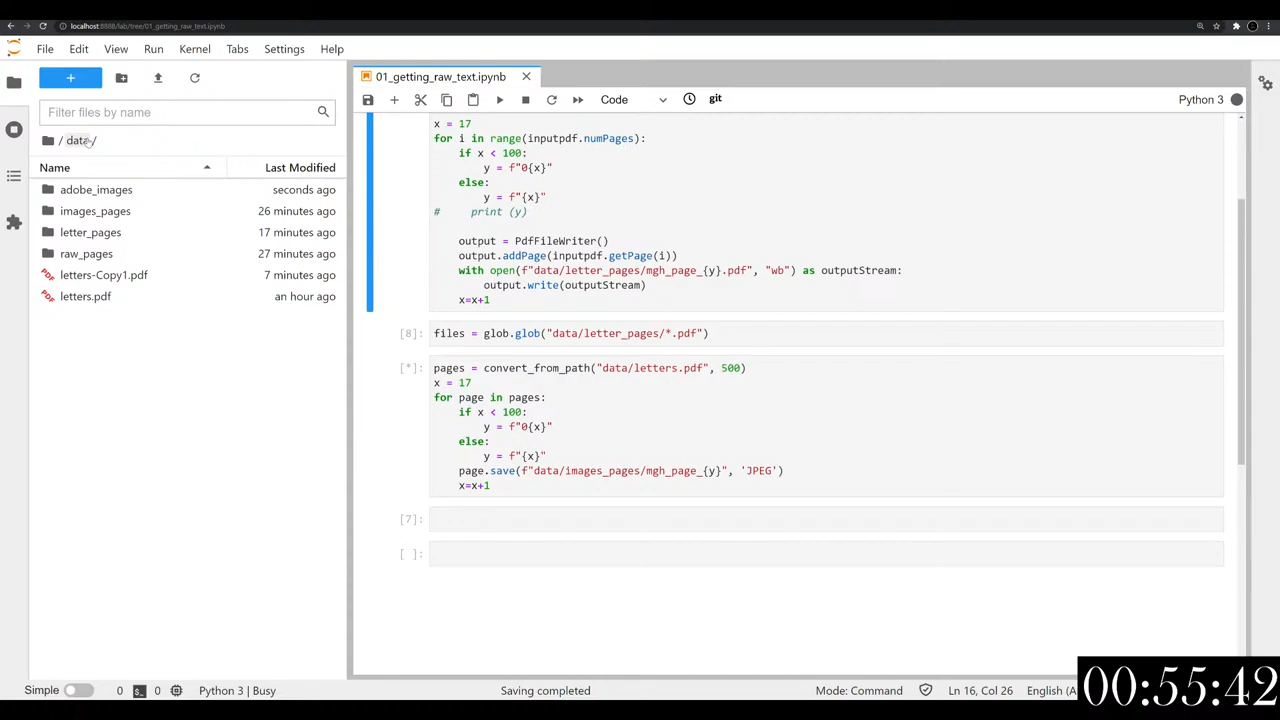 localhost:8888/lab/tree/01_getting_raw_text.ipynb
File Edit View Run Kernel Tabs Settings Help
+
Filter files by name
/ data /
Name Last Modified
adobe_images seconds ago
images_pages 26 minutes ago
letter_pages 17 minutes ago
raw_pages 27 minutes ago
PDF letters-Copy1.pdf 7 minutes ago
PDF letters.pdf an hour ago
01_getting_raw_text.ipynb
Code git Python 3
x = 17
for i in range(inputpdf.numPages):
    if x < 100:
        y = f"0{x}"
    else:
        y = f"{x}"
#     print (y)
    output = PdfFileWriter()
    output.addPage(inputpdf.getPage(i))
    with open(f"data/letter_pages/mgh_page_{y}.pdf", "wb") as outputStream:
        output.write(outputStream)
    x=x+1
[8]: files = glob.glob("data/letter_pages/*.pdf")
[*]: pages = convert_from_path("data/letters.pdf", 500)
x = 17
for page in pages:
    if x < 100:
        y = f"0{x}"
    else:
        y = f"{x}"
    page.save(f"data/images_pages/mgh_page_{y}", 'JPEG')
    x=x+1
[7]:
[ ]:
Simple 0 $_ 0 Python 3 | Busy Saving completed Mode: Command Ln 16, Col 26 English (A
00:55:42